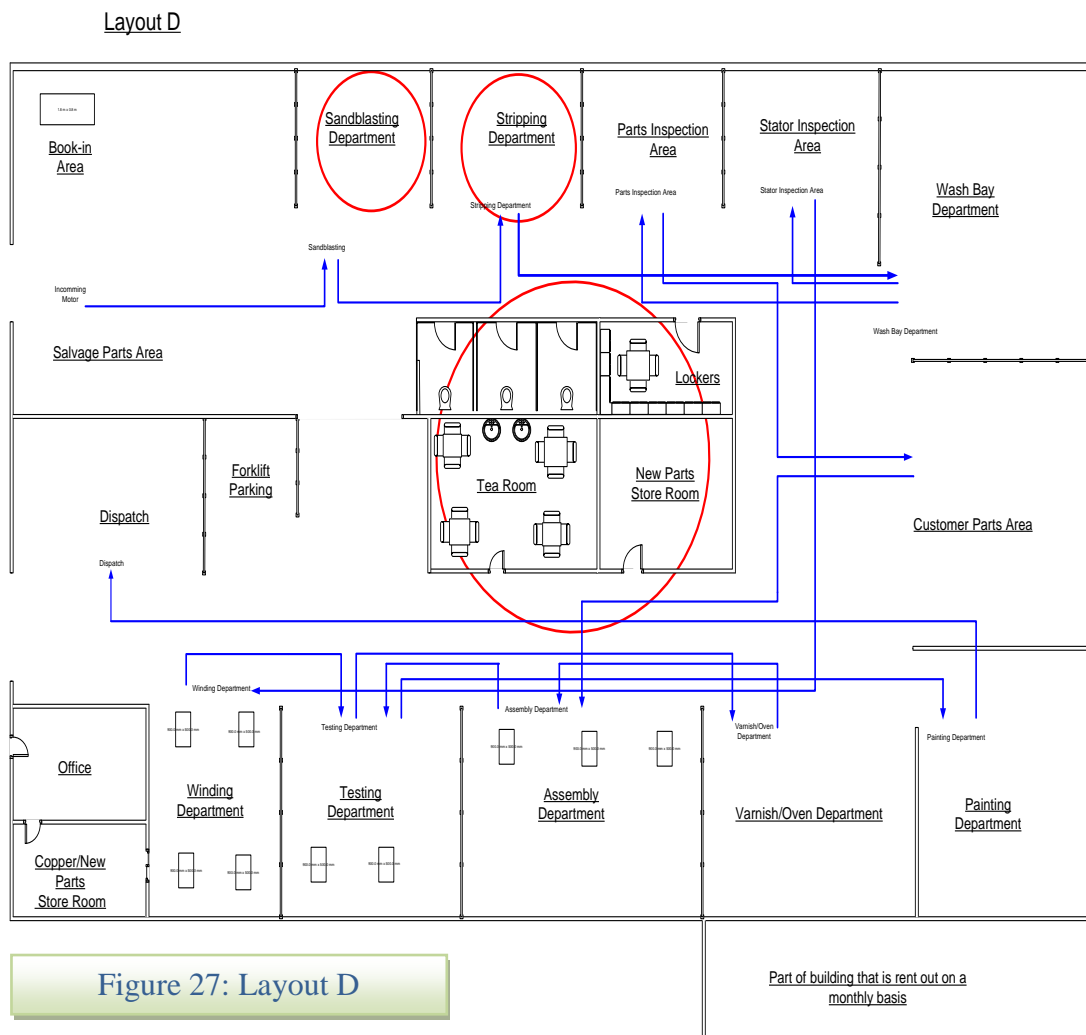 Layout D
Book-in
Area
Sandblasting
Department
Stripping
Department
Parts Inspection
Area
Stator Inspection
Area
Wash Bay
Department
Stripping Department
Parts Inspection Area
Stator Inspection Area
Sandblasting
Incomming
Motor
Wash Bay Department
Salvage Parts Area
Lockers
Forklift
Parking
Tea Room
New Parts
Store Room
Dispatch
Customer Parts Area
Dispatch
Winding Department
Testing Department
Assembly Department
Varnish/Oven
Department
Painting Department
Office
Winding
Department
Testing
Department
Assembly
Department
Varnish/Oven Department
Painting
Department
Copper/New
Parts
Store Room
Figure 27: Layout D
Part of building that is rent out on a
monthly basis